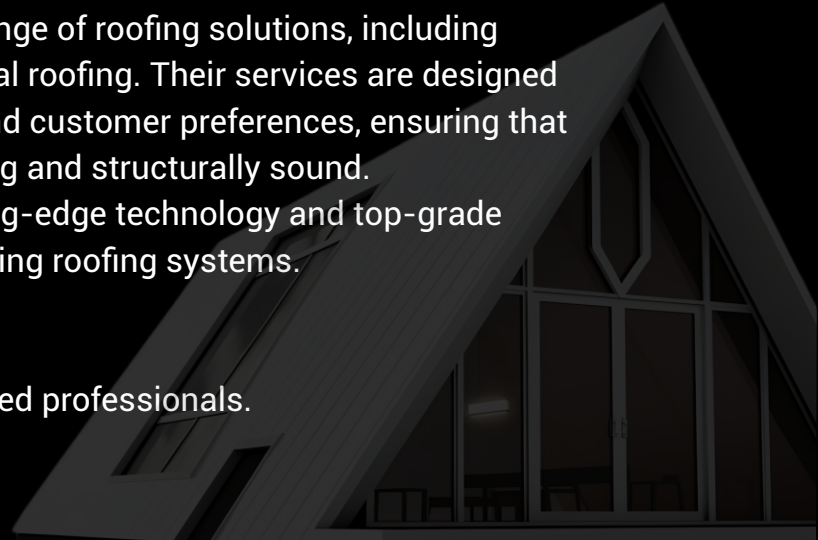 nge of roofing solutions, including
al roofing. Their services are designed
nd customer preferences, ensuring that
g and structurally sound.
g-edge technology and top-grade
ing roofing systems.
ed professionals.